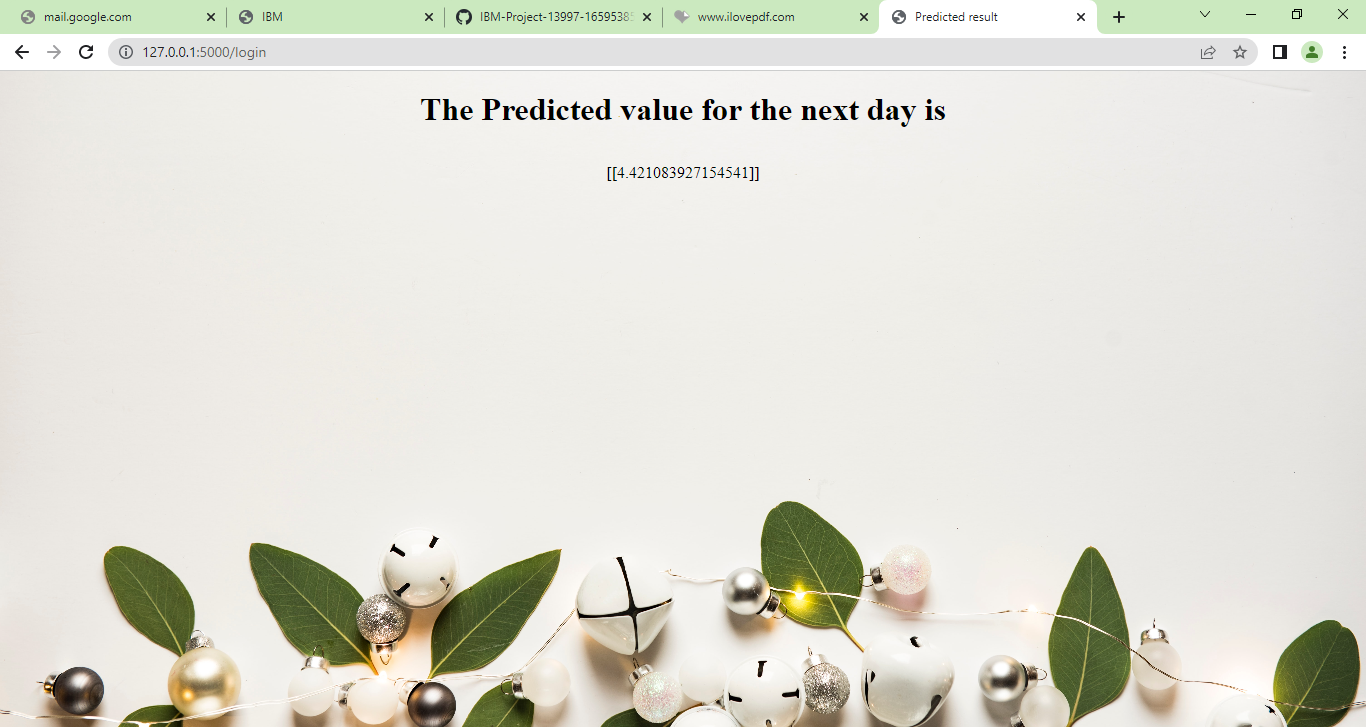 mail.google.com
IBM
IBM-Project-13997-16595385
www.ilovepdf.com
Predicted result
127.0.0.1:5000/login
The Predicted value for the next day is
[[4.421083927154541]]